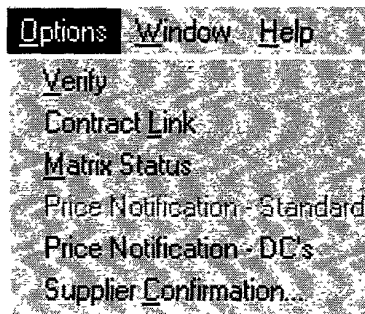 Options Window Help
Verify
Contract Link
Matrix Status
Price Notification - Standard
Price Notification - DC's
Supplier Confirmation...